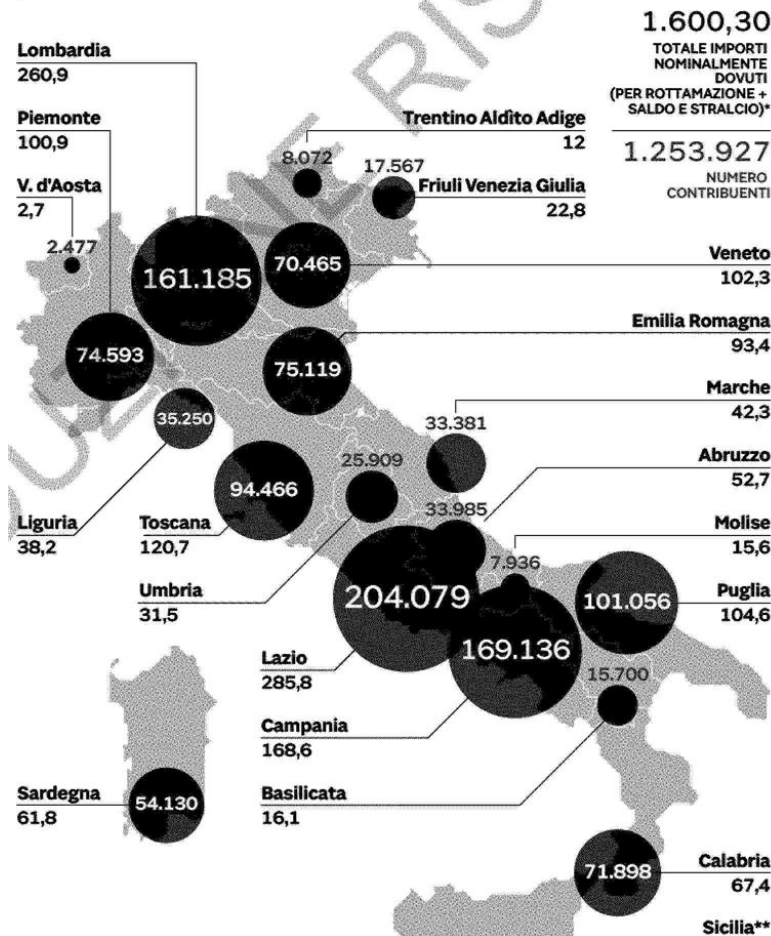 1.600,30
TOTALE IMPORTI
NOMINALMENTE
DOVUTI
(PER ROTTAMAZIONE +
SALDO E STRALCIO)*
1.253.927
NUMERO
CONTRIBUENTI
Lombardia
260,9
161.185
Piemonte
100,9
74.593
V. d'Aosta
2,7
2.477
Trentino Aldìto Adige
12
8.072
17.567
Friuli Venezia Giulia
22,8
70.465
Veneto
102,3
75.119
Emilia Romagna
93,4
33.381
Marche
42,3
35.250
Liguria
38,2
94.466
Toscana
120,7
25.909
Umbria
31,5
33.985
Abruzzo
52,7
7.936
Molise
15,6
204.079
Lazio
285,8
169.136
Campania
168,6
101.056
Puglia
104,6
15.700
Basilicata
16,1
54.130
Sardegna
61,8
71.898
Calabria
67,4
Sicilia**